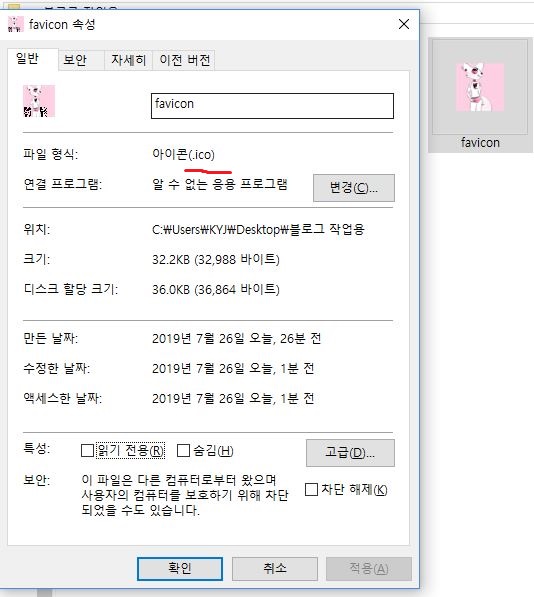 favicon 속성
일반
보안
자세히
이전 버전
favicon
파일 형식: 아이콘(.ico)
연결 프로그램: 알 수 없는 응용 프로그램 변경(C)...
위치: C:₩Users₩KYJ₩Desktop₩블로그 작업용
크기: 32.2KB (32,988 바이트)
디스크 할당 크기: 36.0KB (36,864 바이트)
만든 날짜: 2019년 7월 26일 오늘, 26분 전
수정한 날짜: 2019년 7월 26일 오늘, 1분 전
액세스한 날짜: 2019년 7월 26일 오늘, 1분 전
특성: 읽기 전용(R) 숨김(H) 고급(D)...
보안: 이 파일은 다른 컴퓨터로부터 왔으며
사용자의 컴퓨터를 보호하기 위해 차단
되었을 수도 있습니다.
차단 해제(K)
확인 취소 적용(A)
favicon